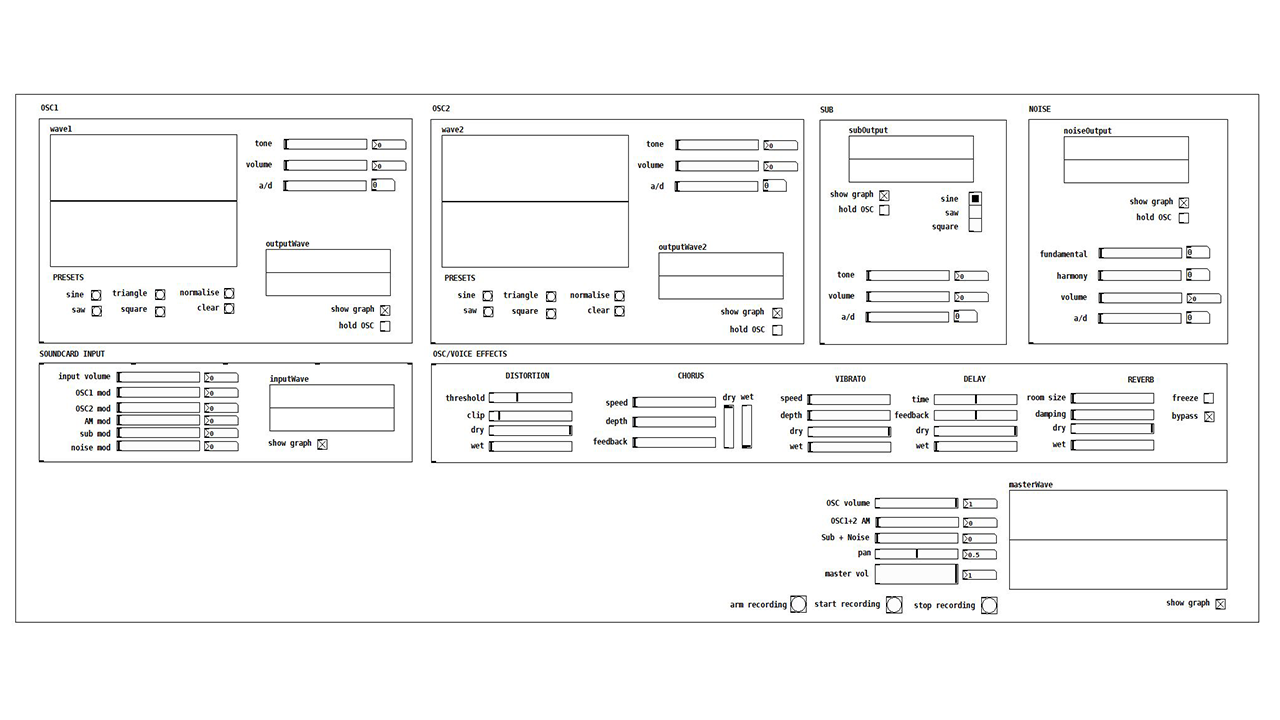 OSC1
wave1
tone 0
volume 0
a/d 0
outputWave
PRESETS
sine triangle normalise
saw square clear
show graph
hold OSC
OSC2
wave2
tone 0
volume 0
a/d 0
outputWave2
PRESETS
sine triangle normalise
saw square clear
show graph
hold OSC
SUB
subOutput
show graph
hold OSC
sine
saw
square
tone 0
volume 0
a/d 0
NOISE
noiseOutput
show graph
hold OSC
fundamental 0
harmony 0
volume 0
a/d 0
SOUNDCARD INPUT
input volume 0
OSC1 mod 0
OSC2 mod 0
AM mod 0
sub mod 0
noise mod 0
inputWave
show graph
OSC/VOICE EFFECTS
DISTORTION
threshold
clip
dry
wet
CHORUS
speed
depth
feedback
dry wet
VIBRATO
speed
depth
dry
wet
DELAY
time
feedback
dry
wet
REVERB
room size
damping
dry
wet
freeze
bypass
OSC volume 1
OSC1+2 AM 0
Sub + Noise 0
pan 0.5
master vol 1
arm recording start recording stop recording
masterWave
show graph